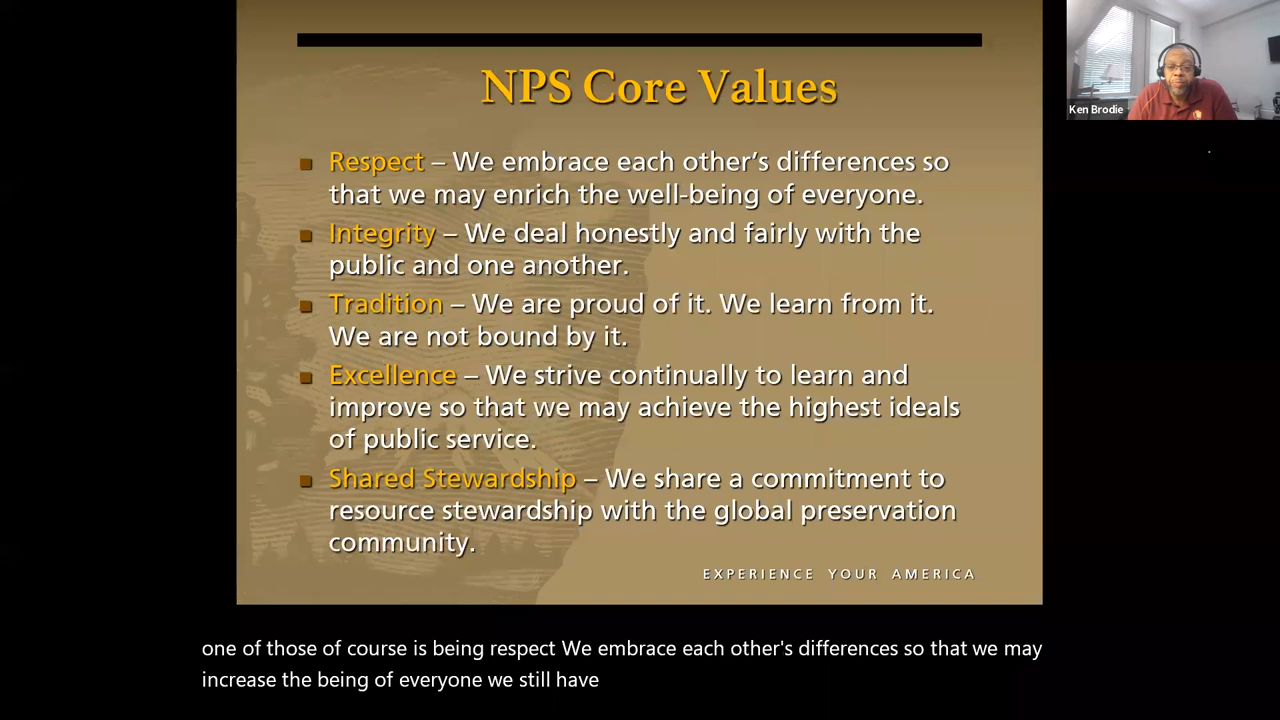 NPS Core Values
Respect – We embrace each other's differences so
that we may enrich the well-being of everyone.
Integrity – We deal honestly and fairly with the
public and one another.
Tradition – We are proud of it. We learn from it.
We are not bound by it.
Excellence – We strive continually to learn and
improve so that we may achieve the highest ideals
of public service.
Shared Stewardship – We share a commitment to
resource stewardship with the global preservation
community.
EXPERIENCE YOUR AMERICA
Ken Brodie
one of those of course is being respect We embrace each other's differences so that we may
increase the being of everyone we still have